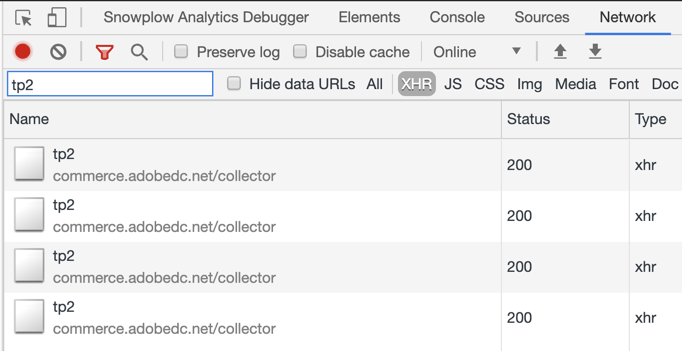 Snowplow Analytics Debugger Elements Console Sources Network
Preserve log Disable cache Online
tp2 Hide data URLs All XHR JS CSS Img Media Font Doc
Name Status Type
tp2
commerce.adobedc.net/collector 200 xhr
tp2
commerce.adobedc.net/collector 200 xhr
tp2
commerce.adobedc.net/collector 200 xhr
tp2
commerce.adobedc.net/collector 200 xhr